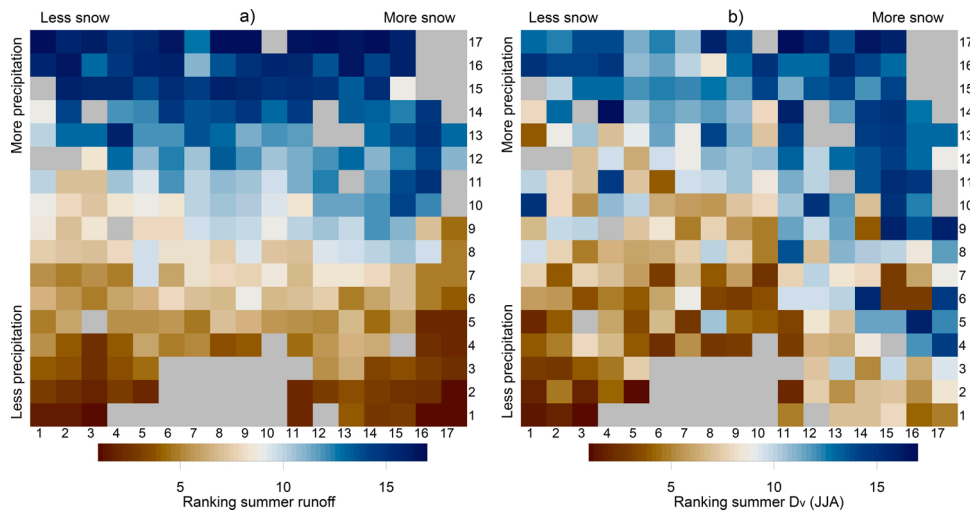 Less snow a) More snow
More precipitation
Less precipitation
17
16
15
14
13
12
11
10
9
8
7
6
5
4
3
2
1
1 2 3 4 5 6 7 8 9 10 11 12 13 14 15 16 17
5 10 15
Ranking summer runoff
Less snow b) More snow
More precipitation
Less precipitation
17
16
15
14
13
12
11
10
9
8
7
6
5
4
3
2
1
1 2 3 4 5 6 7 8 9 10 11 12 13 14 15 16 17
5 10 15
Ranking summer Dv (JJA)